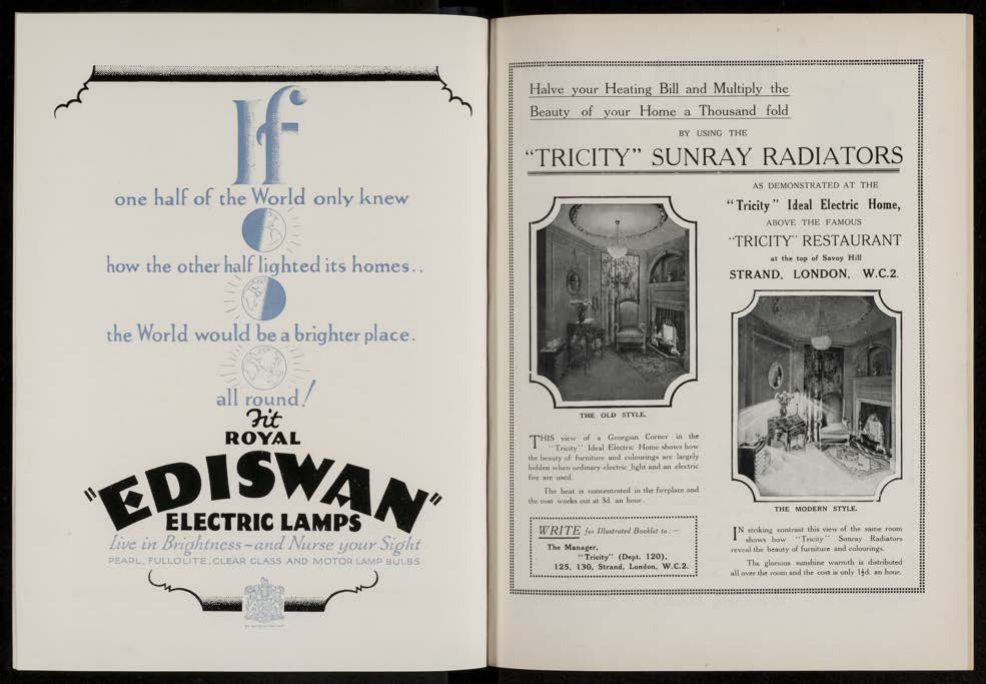 If
one half of the World only knew
how the other half lighted its homes..
the World would be a brighter place.
all round!
Fit
ROYAL
"EDISWAN"
ELECTRIC LAMPS
Live in Brightness - and Nurse your Sight
PEARL, FULLOLITE, CLEAR GLASS AND MOTOR LAMP BULBS
Halve your Heating Bill and Multiply the
Beauty of your Home a Thousand fold
BY USING THE
"TRICITY" SUNRAY RADIATORS
AS DEMONSTRATED AT THE
"Tricity" Ideal Electric Home,
ABOVE THE FAMOUS
"TRICITY" RESTAURANT
at the top of Savoy Hill
STRAND, LONDON, W.C.2.
THE OLD STYLE.
THIS view of a Georgian Corner in the
"Tricity" Ideal Electric Home shows how
the beauty of furniture and colourings are largely
hidden when ordinary electric light and an electric
fire are used.
The heat is concentrated in the fireplace and
the cost works out at 3d. an hour.
WRITE for Illustrated Booklet to :—
The Manager,
"Tricity" (Dept. 120),
125, 130, Strand, London, W.C.2.
THE MODERN STYLE.
IN striking contrast this view of the same room
shows how "Tricity" Sunray Radiators
reveal the beauty of furniture and colourings.
The glorious sunshine warmth is distributed
all over the room and the cost is only 1½d. an hour.